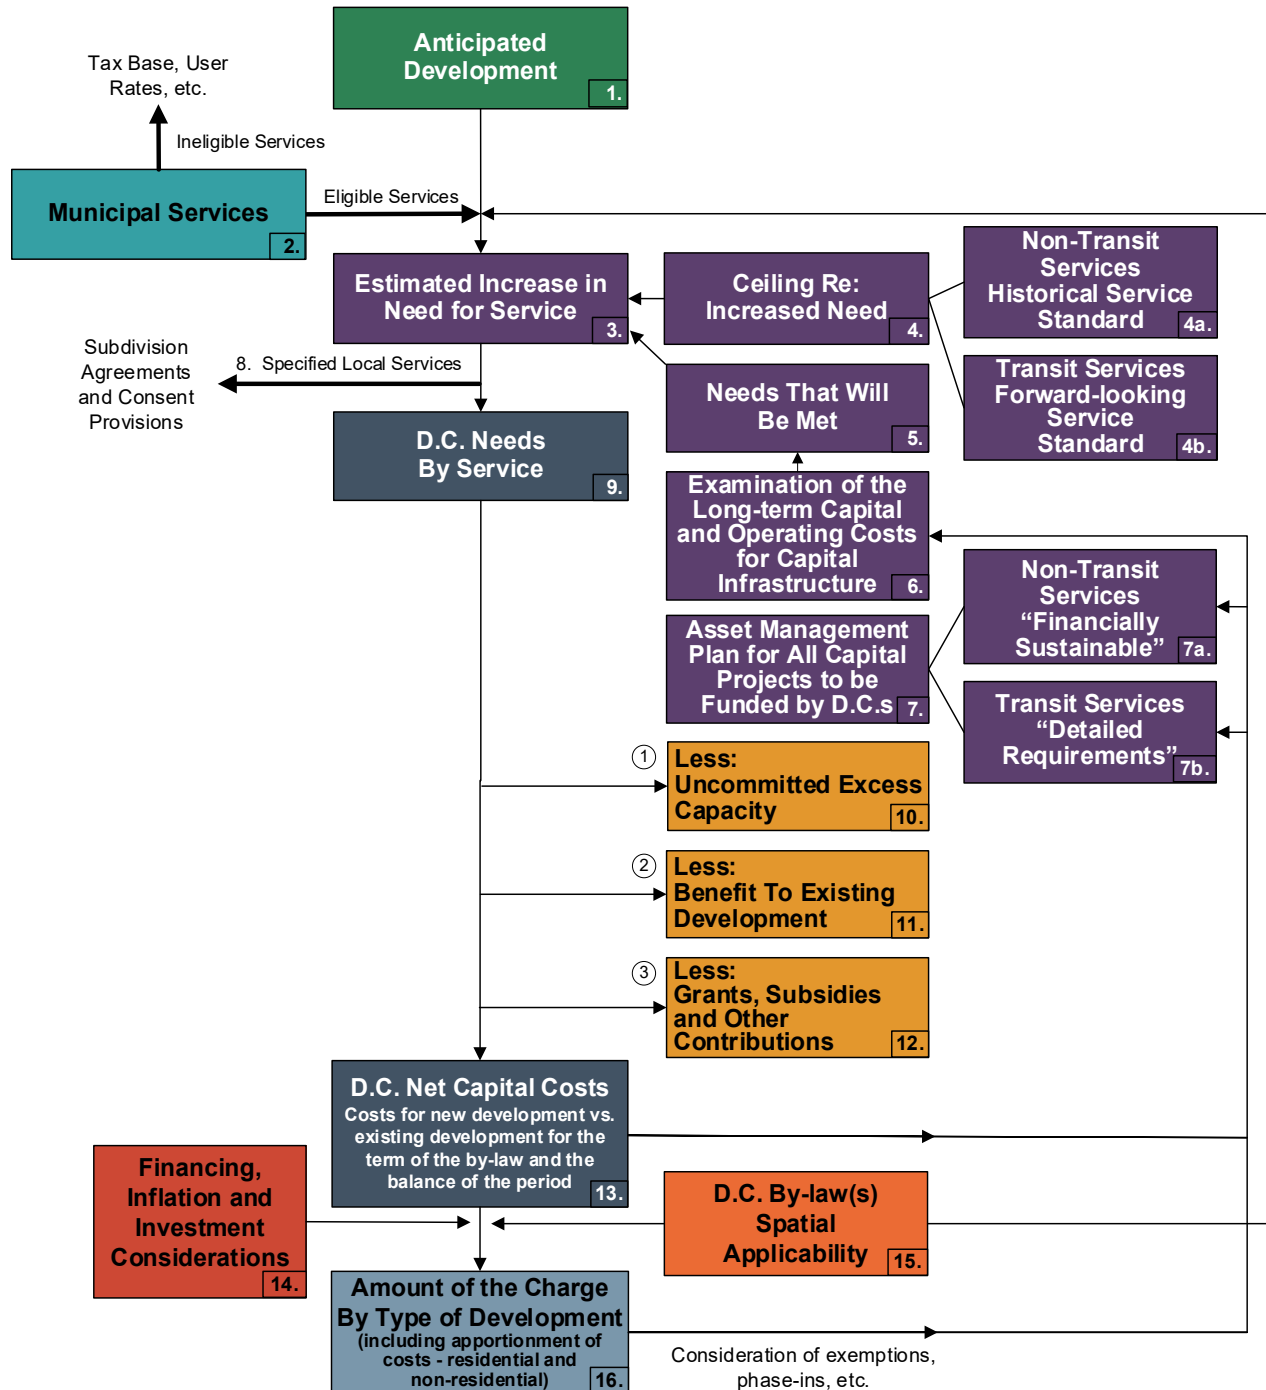 Anticipated
Development
1.
Tax Base, User
Rates, etc.
Ineligible Services
Municipal Services
2.
Eligible Services
Estimated Increase in
Need for Service
3.
Ceiling Re:
Increased Need
4.
Non-Transit
Services
Historical Service
Standard
4a.
Transit Services
Forward-looking
Service
Standard
4b.
8. Specified Local Services
Subdivision
Agreements
and Consent
Provisions
Needs That Will
Be Met
5.
D.C. Needs
By Service
9.
Examination of the
Long-term Capital
and Operating Costs
for Capital
Infrastructure
6.
Asset Management
Plan for All Capital
Projects to be
Funded by D.C.s
7.
Non-Transit
Services
“Financially
Sustainable”
7a.
Transit Services
“Detailed
Requirements”
7b.
1
Less:
Uncommitted Excess
Capacity
10.
2
Less:
Benefit To Existing
Development
11.
3
Less:
Grants, Subsidies
and Other
Contributions
12.
D.C. Net Capital Costs
Costs for new development vs.
existing development for the
term of the by-law and the
balance of the period
13.
Financing,
Inflation and
Investment
Considerations
14.
D.C. By-law(s)
Spatial
Applicability
15.
Amount of the Charge
By Type of Development
(including apportionment of
costs - residential and
non-residential)
16.
Consideration of exemptions,
phase-ins, etc.